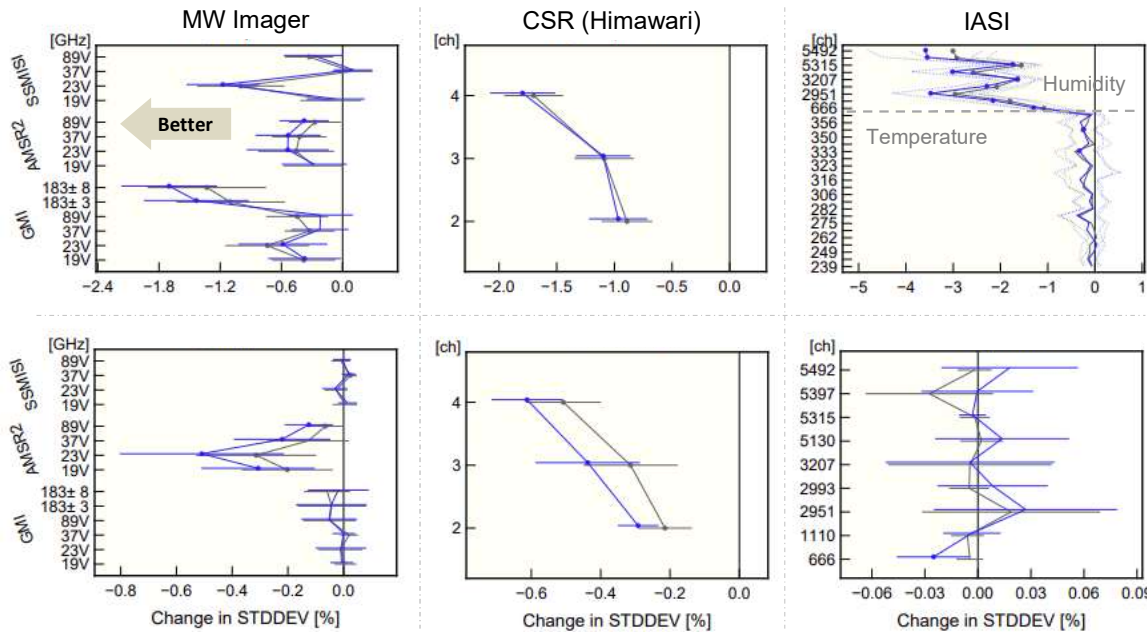 MW Imager
CSR (Himawari)
IASI
[GHz]
SSMISI
89V
37V
23V
19V
AMSR2
89V
37V
23V
19V
GMI
183± 8
183± 3
89V
37V
23V
19V
Better
−2.4 −1.8 −1.2 −0.6 0.0
[ch]
4
3
2
−2.0 −1.5 −1.0 −0.5 0.0
[ch]
5492
5315
3207
2951
666
356
350
333
323
316
306
282
275
262
249
239
Humidity
Temperature
−5 −4 −3 −2 −1 0 1
[GHz]
SSMISI
89V
37V
23V
19V
AMSR2
89V
37V
23V
19V
GMI
183± 8
183± 3
89V
37V
23V
19V
−0.8 −0.6 −0.4 −0.2 0.0
Change in STDDEV [%]
[ch]
4
3
2
−0.6 −0.4 −0.2 0.0
Change in STDDEV [%]
[ch]
5492
5397
5315
5130
3207
2993
2951
1110
666
−0.06 −0.03 0.00 0.03 0.06 0.09
Change in STDDEV [%]